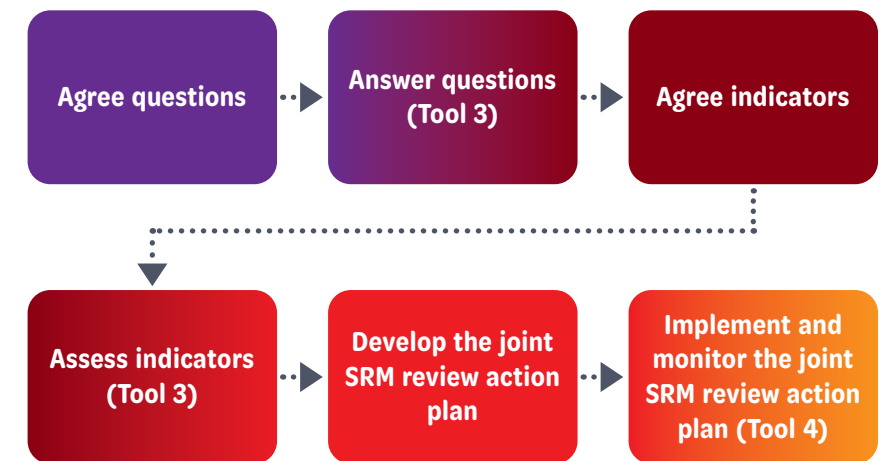 Agree questions
Answer questions
(Tool 3)
Agree indicators
Assess indicators
(Tool 3)
Develop the joint
SRM review action
plan
Implement and
monitor the joint
SRM review action
plan (Tool 4)